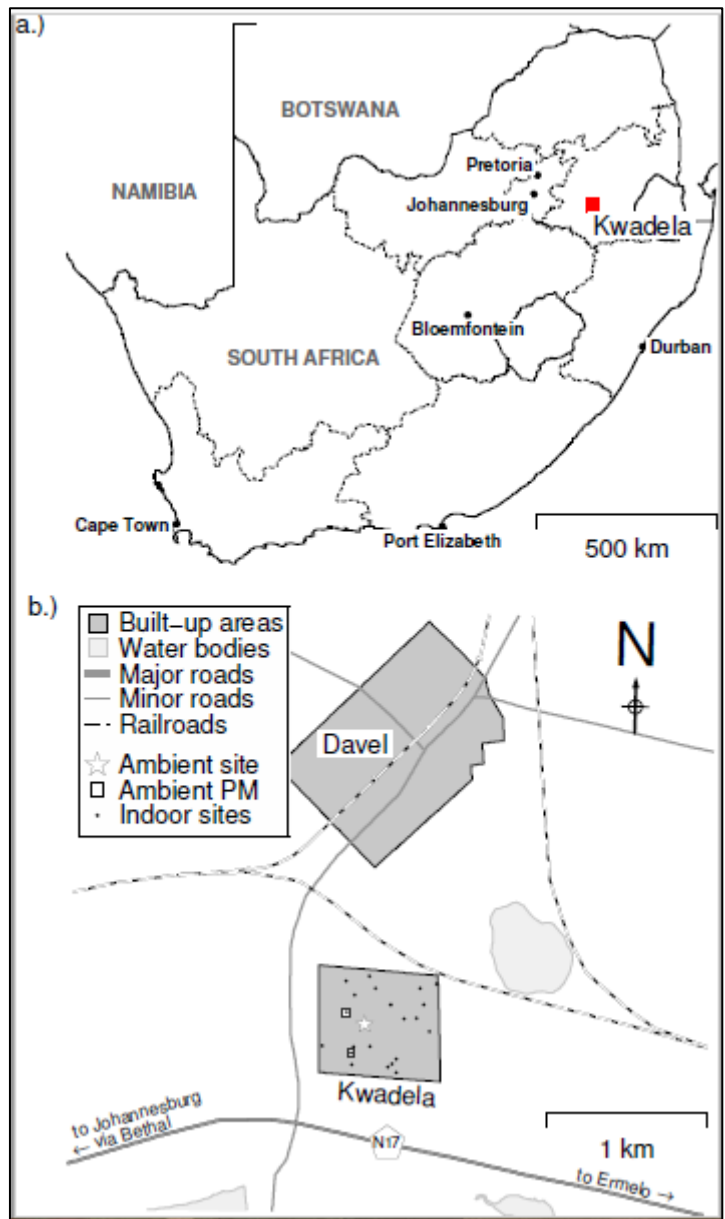 a.)
BOTSWANA
NAMIBIA
Pretoria
Johannesburg
Kwadela
Bloemfontein
SOUTH AFRICA
Durban
Cape Town
Port Elizabeth
500 km
b.)
Built-up areas
Water bodies
Major roads
Minor roads
Railroads
Ambient site
Ambient PM
Indoor sites
N
Davel
Kwadela
to Johannesburg
← via Bethal
N17
1 km
to Ermelo →